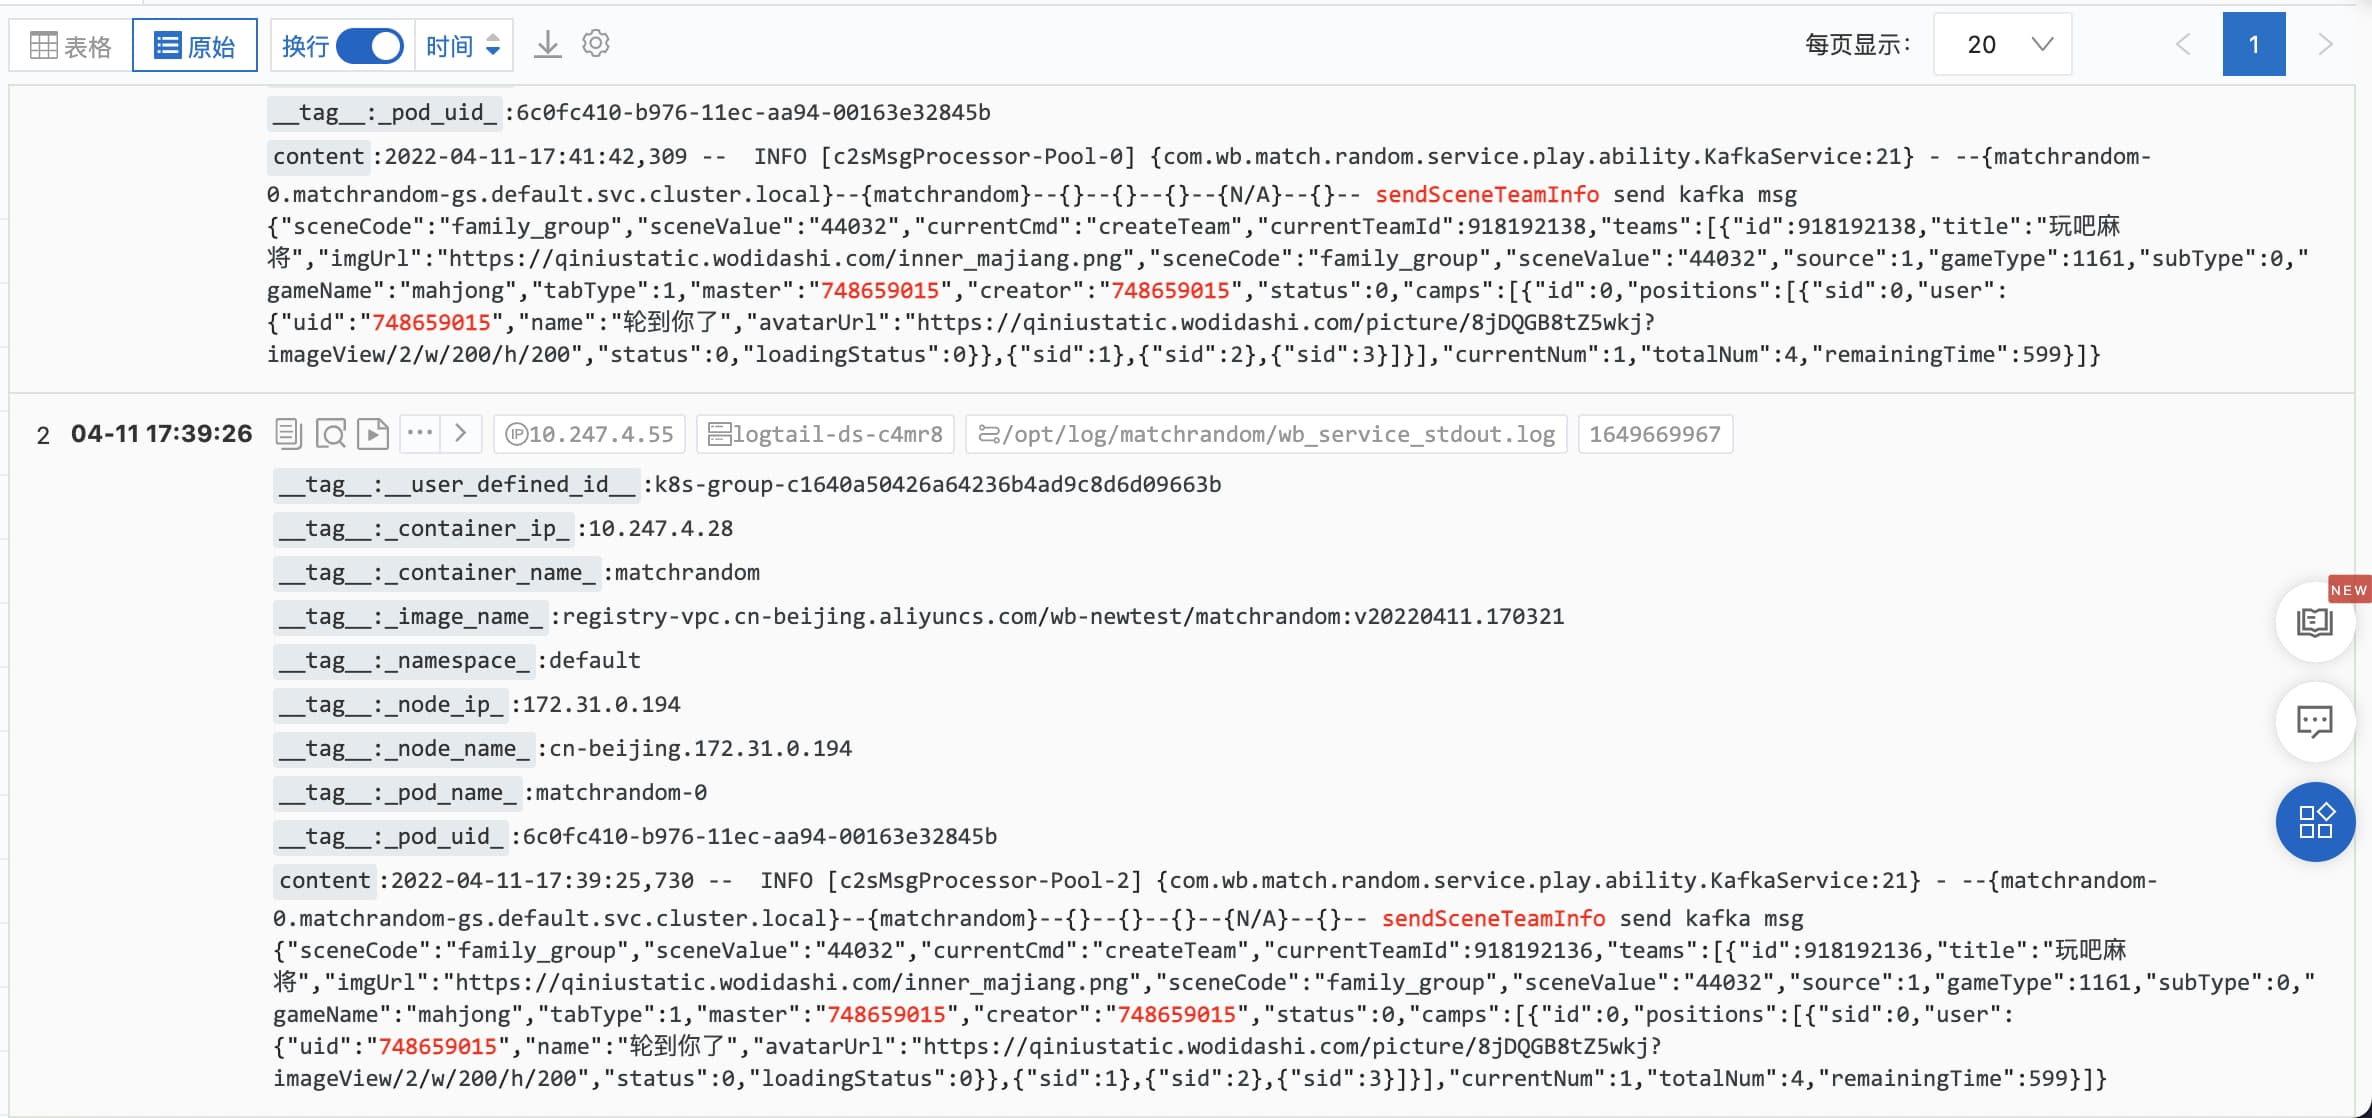 表格 原始 换行 时间 每页显示： 20 1
__tag__:_pod_uid_ :6c0fc410-b976-11ec-aa94-00163e32845b
content :2022-04-11-17:41:42,309 --  INFO [c2sMsgProcessor-Pool-0] {com.wb.match.random.service.play.ability.KafkaService:21} - --{matchrandom-
0.matchrandom-gs.default.svc.cluster.local}--{matchrandom}--{}--{}--{}--{N/A}--{}-- sendSceneTeamInfo send kafka msg
{"sceneCode":"family_group","sceneValue":"44032","currentCmd":"createTeam","currentTeamId":918192138,"teams":[{"id":918192138,"title":"玩吧麻
将","imgUrl":"https://qiniustatic.wodidashi.com/inner_majiang.png","sceneCode":"family_group","sceneValue":"44032","source":1,"gameType":1161,"subType":0,"
gameName":"mahjong","tabType":1,"master":"748659015","creator":"748659015","status":0,"camps":[{"id":0,"positions":[{"sid":0,"user":
{"uid":"748659015","name":"轮到你了","avatarUrl":"https://qiniustatic.wodidashi.com/picture/8jDQGB8tZ5wkj?
imageView/2/w/200/h/200","status":0,"loadingStatus":0}},{"sid":1},{"sid":2},{"sid":3}]}],"currentNum":1,"totalNum":4,"remainingTime":599}]}
2 04-11 17:39:26 ··· IP 10.247.4.55 logtail-ds-c4mr8 /opt/log/matchrandom/wb_service_stdout.log 1649669967
__tag__:__user_defined_id__ :k8s-group-c1640a50426a64236b4ad9c8d6d09663b
__tag__:_container_ip_ :10.247.4.28
__tag__:_container_name_ :matchrandom
NEW
__tag__:_image_name_ :registry-vpc.cn-beijing.aliyuncs.com/wb-newtest/matchrandom:v20220411.170321
__tag__:_namespace_ :default
__tag__:_node_ip_ :172.31.0.194
__tag__:_node_name_ :cn-beijing.172.31.0.194
__tag__:_pod_name_ :matchrandom-0
__tag__:_pod_uid_ :6c0fc410-b976-11ec-aa94-00163e32845b
content :2022-04-11-17:39:25,730 --  INFO [c2sMsgProcessor-Pool-2] {com.wb.match.random.service.play.ability.KafkaService:21} - --{matchrandom-
0.matchrandom-gs.default.svc.cluster.local}--{matchrandom}--{}--{}--{}--{N/A}--{}-- sendSceneTeamInfo send kafka msg
{"sceneCode":"family_group","sceneValue":"44032","currentCmd":"createTeam","currentTeamId":918192136,"teams":[{"id":918192136,"title":"玩吧麻
将","imgUrl":"https://qiniustatic.wodidashi.com/inner_majiang.png","sceneCode":"family_group","sceneValue":"44032","source":1,"gameType":1161,"subType":0,"
gameName":"mahjong","tabType":1,"master":"748659015","creator":"748659015","status":0,"camps":[{"id":0,"positions":[{"sid":0,"user":
{"uid":"748659015","name":"轮到你了","avatarUrl":"https://qiniustatic.wodidashi.com/picture/8jDQGB8tZ5wkj?
imageView/2/w/200/h/200","status":0,"loadingStatus":0}},{"sid":1},{"sid":2},{"sid":3}]}],"currentNum":1,"totalNum":4,"remainingTime":599}]}